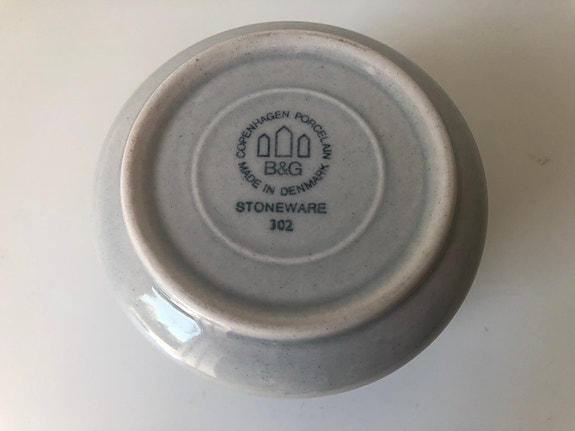 COPENHAGEN PORCELAIN
B&G
MADE IN DENMARK
STONEWARE
302